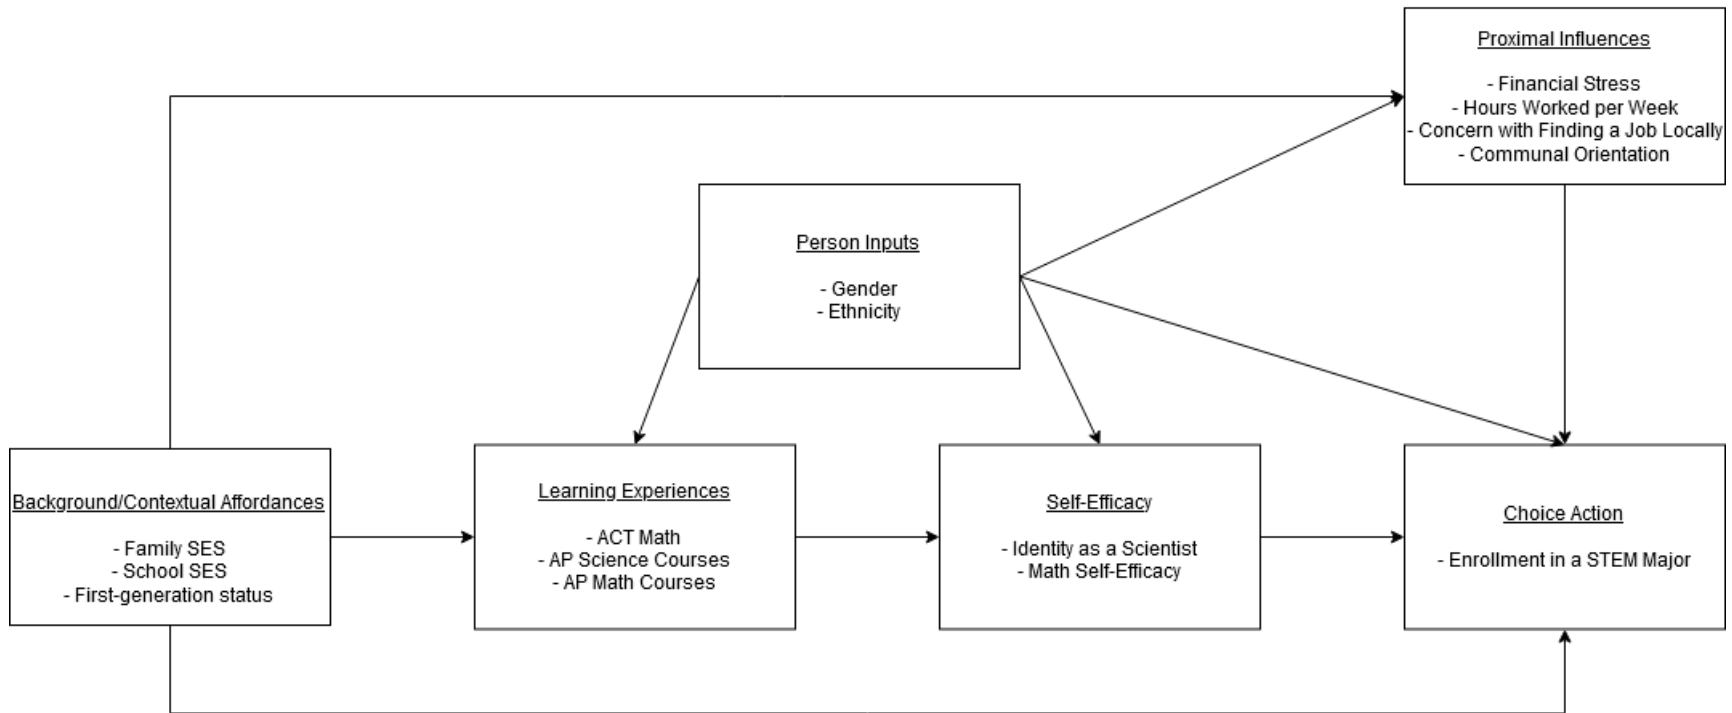 Proximal Influences
- Financial Stress
- Hours Worked per Week
- Concern with Finding a Job Locally
- Communal Orientation
Person Inputs
- Gender
- Ethnicity
Background/Contextual Affordances
- Family SES
- School SES
- First-generation status
Learning Experiences
- ACT Math
- AP Science Courses
- AP Math Courses
Self-Efficacy
- Identity as a Scientist
- Math Self-Efficacy
Choice Action
- Enrollment in a STEM Major